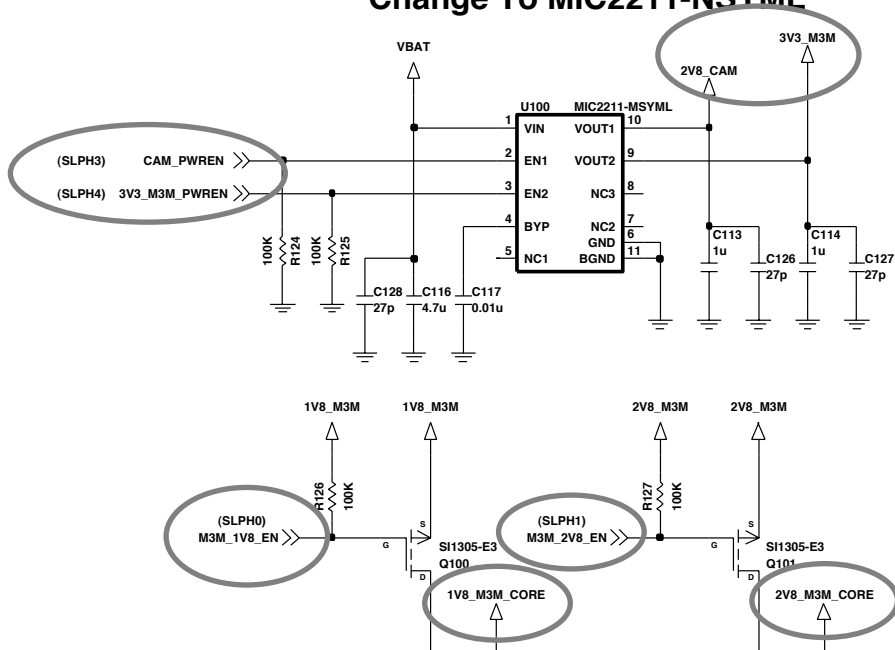 Change To MIC2211-NSYML
VBAT
3V3_M3M
2V8_CAM
U100 MIC2211-MSYML
1 VIN VOUT1 10
(SLPH3) CAM_PWREN 2 EN1 VOUT2 9
(SLPH4) 3V3_M3M_PWREN 3 EN2 NC3 8
4 BYP NC2 7
GND 6
5 NC1 BGND 11
100K R124
100K R125
C128 27p
C116 4.7u
C117 0.01u
C113 1u
C126 27p
C114 1u
C127 27p
1V8_M3M 1V8_M3M 2V8_M3M 2V8_M3M
R126 100K
R127 100K
(SLPH0)
M3M_1V8_EN
G S D
SI1305-E3
Q100
(SLPH1)
M3M_2V8_EN
G S D
SI1305-E3
Q101
1V8_M3M_CORE
2V8_M3M_CORE